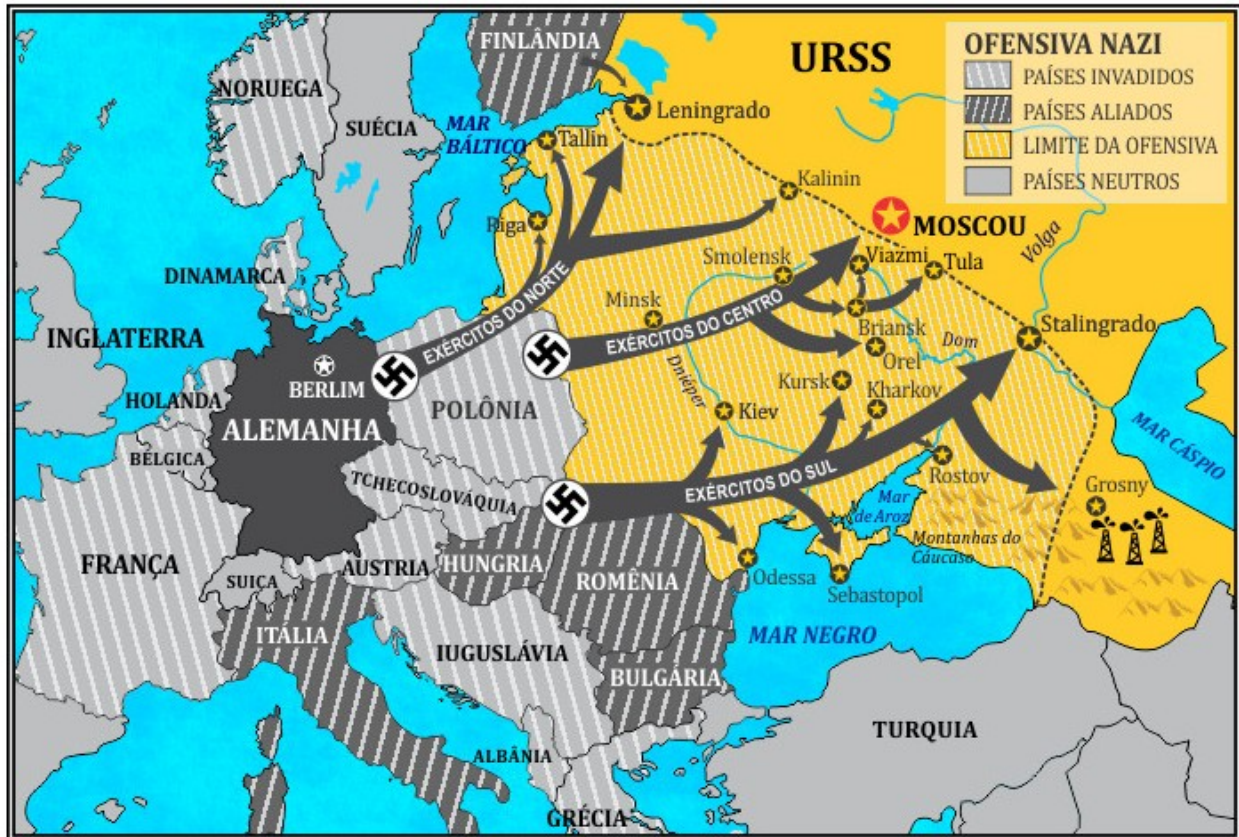 FINLÂNDIA
URSS
OFENSIVA NAZI
PAÍSES INVADIDOS
PAÍSES ALIADOS
LIMITE DA OFENSIVA
PAÍSES NEUTROS
NORUEGA
SUÉCIA
MAR
BÁLTICO
Leningrado
Tallin
Kalinin
Riga
MOSCOU
Volga
Smolensk
Viazmi
Tula
DINAMARCA
Minsk
EXÉRCITOS DO NORTE
EXÉRCITOS DO CENTRO
Briansk
Stalingrado
INGLATERRA
Dom
Orel
BERLIM
Dniéper
Kursk
Kharkov
HOLANDA
POLÔNIA
Kiev
ALEMANHA
MAR CÁSPIO
BÉLGICA
TCHECOSLOVÁQUIA
EXÉRCITOS DO SUL
Rostov
Grosny
Mar
de Aroz
Montanhas do
Cáucaso
FRANÇA
AUSTRIA
HUNGRIA
SUICA
ROMÊNIA
Odessa
Sebastopol
ITÁLIA
MAR NEGRO
IUGUSLÁVIA
BULGÁRIA
TURQUIA
ALBÂNIA
GRÉCIA